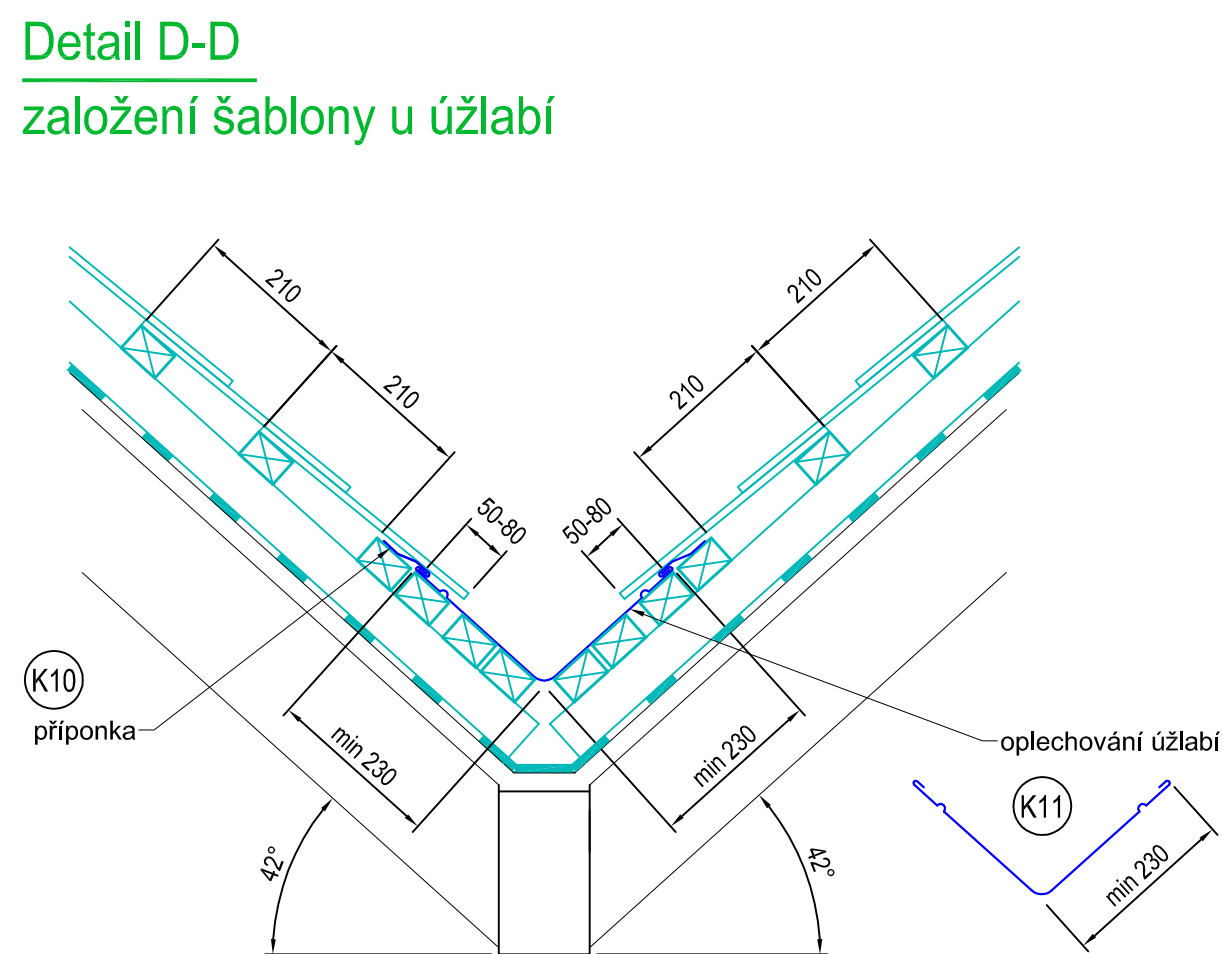 Detail D-D
založení šablony u úžlabí
210
210
210
210
50-80
50-80
K10
příponka
min 230
min 230
oplechování úžlabí
K11
min 230
42°
42°